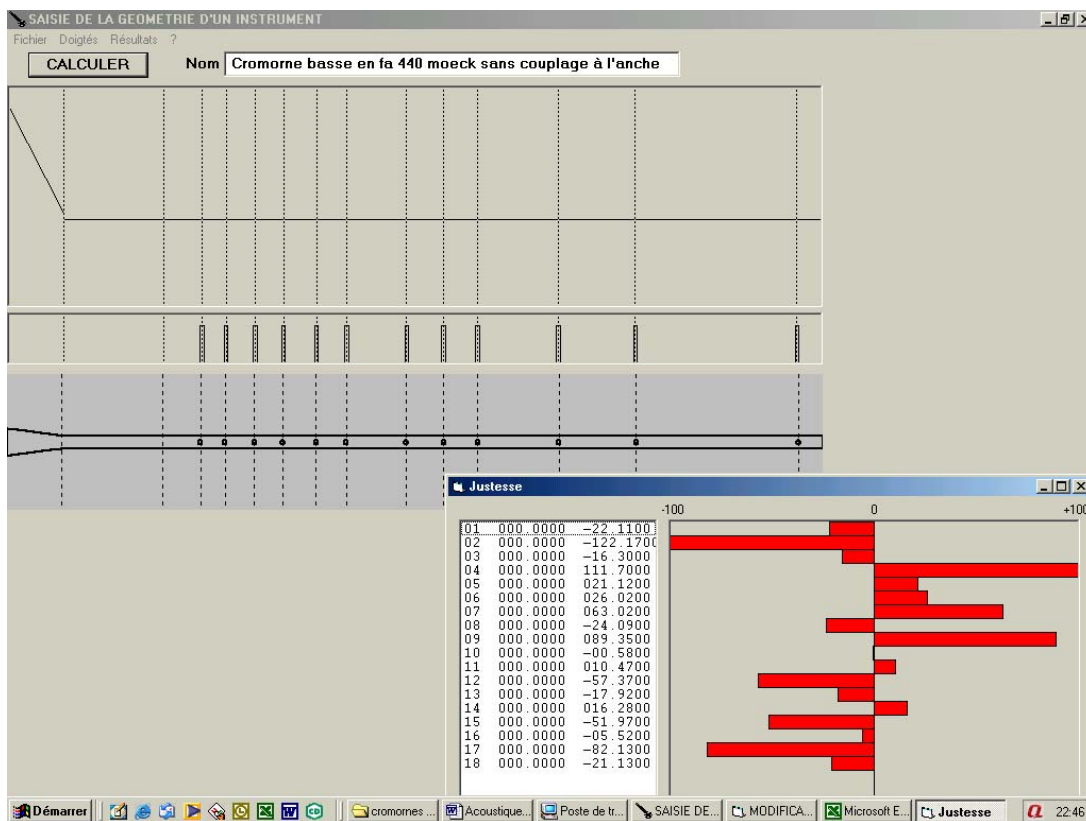 SAISIE DE LA GEOMETRIE D'UN INSTRUMENT
Fichier Doigtés Résultats ?
CALCULER Nom Cromorne basse en fa 440 moeck sans couplage à l'anche
Justesse
-100 0 +100
01 000.0000 -22.1100
02 000.0000 -122.1700
03 000.0000 -16.3000
04 000.0000 111.7000
05 000.0000 021.1200
06 000.0000 026.0200
07 000.0000 063.0200
08 000.0000 -24.0900
09 000.0000 089.3500
10 000.0000 -00.5800
11 000.0000 010.4700
12 000.0000 -57.3700
13 000.0000 -17.9200
14 000.0000 016.2800
15 000.0000 -51.9700
16 000.0000 -05.5200
17 000.0000 -82.1300
18 000.0000 -21.1300
Démarrer cromornes ... Acoustique... Poste de tr... SAISIE DE... MODIFICA... Microsoft E... Justesse 22:46